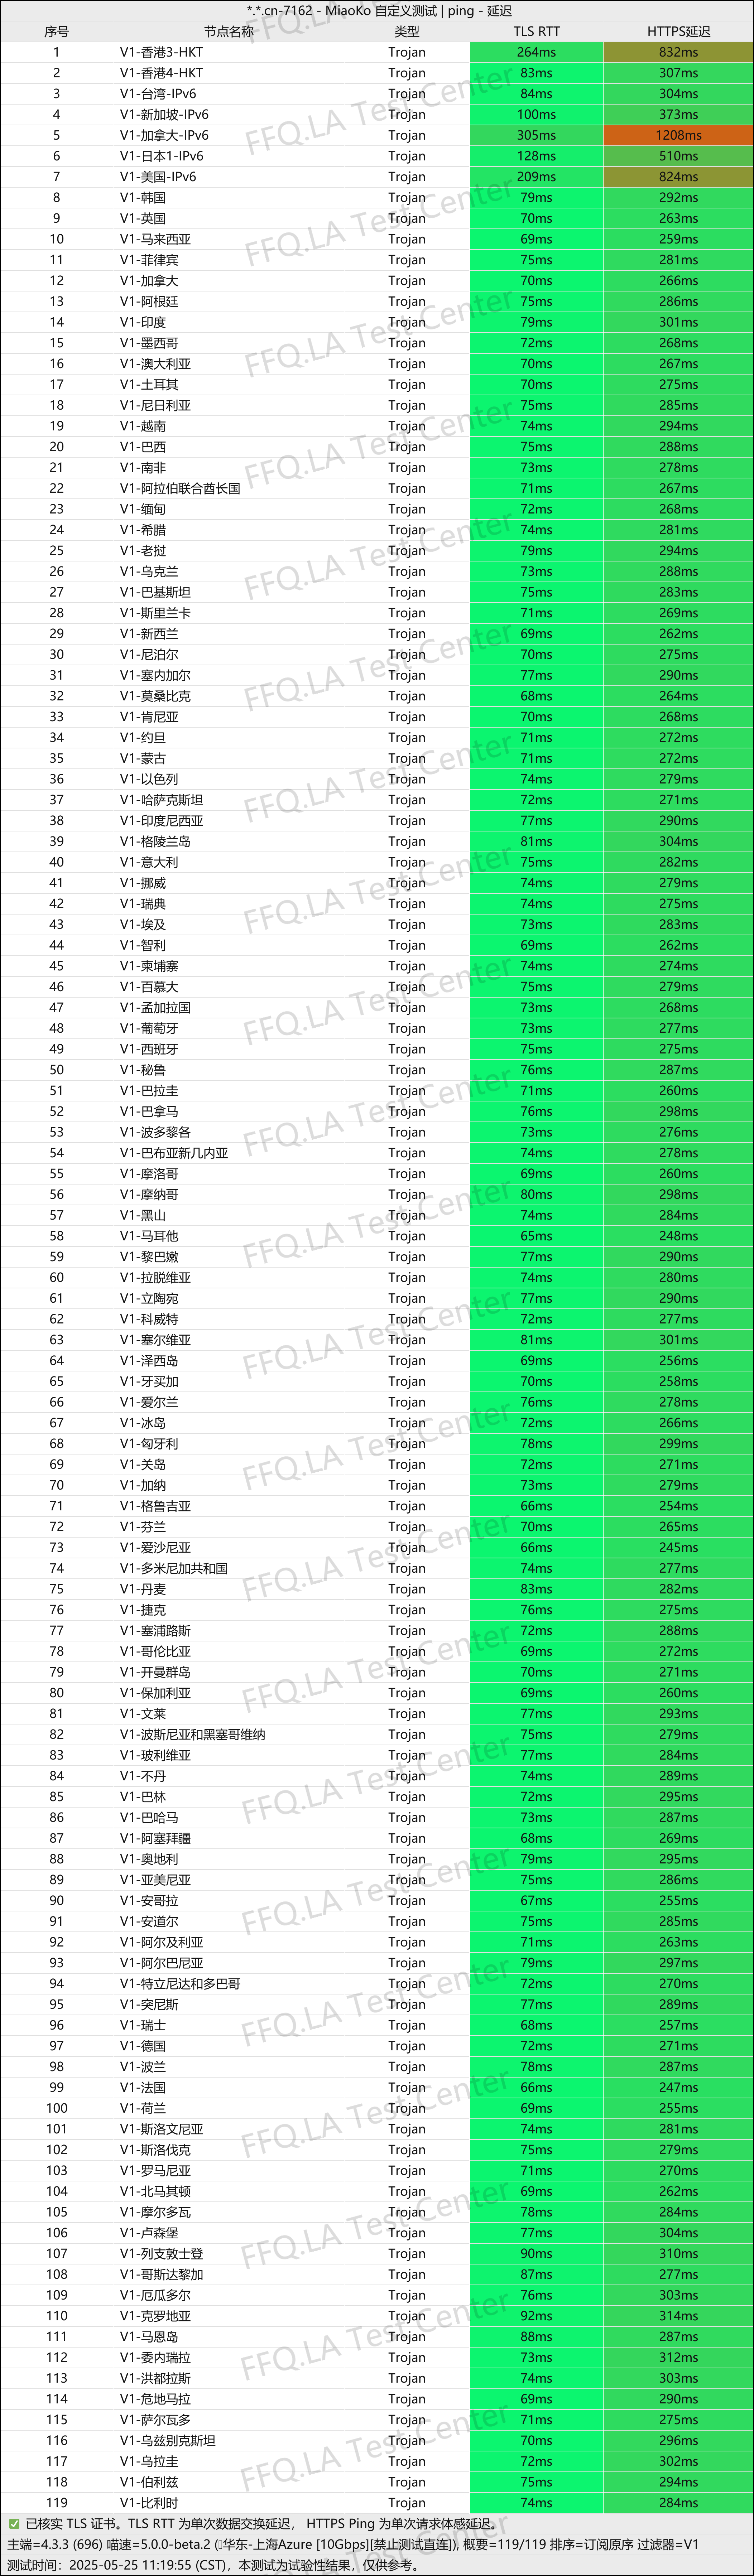 *.*.cn-7162 - MiaoKo 自定义测试 | ping - 延迟
序号 节点名称 类型 TLS RTT HTTPS延迟
1 V1-香港3-HKT Trojan 264ms 832ms
2 V1-香港4-HKT Trojan 83ms 307ms
3 V1-台湾-IPv6 Trojan 84ms 304ms
4 V1-新加坡-IPv6 Trojan 100ms 373ms
5 V1-加拿大-IPv6 Trojan 305ms 1208ms
6 V1-日本1-IPv6 Trojan 128ms 510ms
7 V1-美国-IPv6 Trojan 209ms 824ms
8 V1-韩国 Trojan 79ms 292ms
9 V1-英国 Trojan 70ms 263ms
10 V1-马来西亚 Trojan 69ms 259ms
11 V1-菲律宾 Trojan 75ms 281ms
12 V1-加拿大 Trojan 70ms 266ms
13 V1-阿根廷 Trojan 75ms 286ms
14 V1-印度 Trojan 79ms 301ms
15 V1-墨西哥 Trojan 72ms 268ms
16 V1-澳大利亚 Trojan 70ms 267ms
17 V1-土耳其 Trojan 70ms 275ms
18 V1-尼日利亚 Trojan 75ms 285ms
19 V1-越南 Trojan 74ms 294ms
20 V1-巴西 Trojan 75ms 288ms
21 V1-南非 Trojan 73ms 278ms
22 V1-阿拉伯联合酋长国 Trojan 71ms 267ms
23 V1-缅甸 Trojan 72ms 268ms
24 V1-希腊 Trojan 74ms 281ms
25 V1-老挝 Trojan 79ms 294ms
26 V1-乌克兰 Trojan 73ms 288ms
27 V1-巴基斯坦 Trojan 75ms 283ms
28 V1-斯里兰卡 Trojan 71ms 269ms
29 V1-新西兰 Trojan 69ms 262ms
30 V1-尼泊尔 Trojan 70ms 275ms
31 V1-塞内加尔 Trojan 77ms 290ms
32 V1-莫桑比克 Trojan 68ms 264ms
33 V1-肯尼亚 Trojan 70ms 268ms
34 V1-约旦 Trojan 71ms 272ms
35 V1-蒙古 Trojan 71ms 272ms
36 V1-以色列 Trojan 74ms 279ms
37 V1-哈萨克斯坦 Trojan 72ms 271ms
38 V1-印度尼西亚 Trojan 77ms 290ms
39 V1-格陵兰岛 Trojan 81ms 304ms
40 V1-意大利 Trojan 75ms 282ms
41 V1-挪威 Trojan 74ms 279ms
42 V1-瑞典 Trojan 74ms 275ms
43 V1-埃及 Trojan 73ms 283ms
44 V1-智利 Trojan 69ms 262ms
45 V1-柬埔寨 Trojan 74ms 274ms
46 V1-百慕大 Trojan 75ms 279ms
47 V1-孟加拉国 Trojan 73ms 268ms
48 V1-葡萄牙 Trojan 73ms 277ms
49 V1-西班牙 Trojan 75ms 275ms
50 V1-秘鲁 Trojan 76ms 287ms
51 V1-巴拉圭 Trojan 71ms 260ms
52 V1-巴拿马 Trojan 76ms 298ms
53 V1-波多黎各 Trojan 73ms 276ms
54 V1-巴布亚新几内亚 Trojan 74ms 278ms
55 V1-摩洛哥 Trojan 69ms 260ms
56 V1-摩纳哥 Trojan 80ms 298ms
57 V1-黑山 Trojan 74ms 284ms
58 V1-马耳他 Trojan 65ms 248ms
59 V1-黎巴嫩 Trojan 77ms 290ms
60 V1-拉脱维亚 Trojan 74ms 280ms
61 V1-立陶宛 Trojan 77ms 290ms
62 V1-科威特 Trojan 72ms 277ms
63 V1-塞尔维亚 Trojan 81ms 301ms
64 V1-泽西岛 Trojan 69ms 256ms
65 V1-牙买加 Trojan 70ms 258ms
66 V1-爱尔兰 Trojan 76ms 278ms
67 V1-冰岛 Trojan 72ms 266ms
68 V1-匈牙利 Trojan 78ms 299ms
69 V1-关岛 Trojan 72ms 271ms
70 V1-加纳 Trojan 73ms 279ms
71 V1-格鲁吉亚 Trojan 66ms 254ms
72 V1-芬兰 Trojan 70ms 265ms
73 V1-爱沙尼亚 Trojan 66ms 245ms
74 V1-多米尼加共和国 Trojan 74ms 277ms
75 V1-丹麦 Trojan 83ms 282ms
76 V1-捷克 Trojan 76ms 275ms
77 V1-塞浦路斯 Trojan 72ms 288ms
78 V1-哥伦比亚 Trojan 69ms 272ms
79 V1-开曼群岛 Trojan 70ms 271ms
80 V1-保加利亚 Trojan 69ms 260ms
81 V1-文莱 Trojan 77ms 293ms
82 V1-波斯尼亚和黑塞哥维纳 Trojan 75ms 279ms
83 V1-玻利维亚 Trojan 77ms 284ms
84 V1-不丹 Trojan 74ms 289ms
85 V1-巴林 Trojan 72ms 295ms
86 V1-巴哈马 Trojan 73ms 287ms
87 V1-阿塞拜疆 Trojan 68ms 269ms
88 V1-奥地利 Trojan 79ms 295ms
89 V1-亚美尼亚 Trojan 75ms 286ms
90 V1-安哥拉 Trojan 67ms 255ms
91 V1-安道尔 Trojan 75ms 285ms
92 V1-阿尔及利亚 Trojan 71ms 263ms
93 V1-阿尔巴尼亚 Trojan 79ms 297ms
94 V1-特立尼达和多巴哥 Trojan 72ms 270ms
95 V1-突尼斯 Trojan 77ms 289ms
96 V1-瑞士 Trojan 68ms 257ms
97 V1-德国 Trojan 72ms 271ms
98 V1-波兰 Trojan 78ms 287ms
99 V1-法国 Trojan 66ms 247ms
100 V1-荷兰 Trojan 69ms 255ms
101 V1-斯洛文尼亚 Trojan 74ms 281ms
102 V1-斯洛伐克 Trojan 75ms 279ms
103 V1-罗马尼亚 Trojan 71ms 270ms
104 V1-北马其顿 Trojan 69ms 262ms
105 V1-摩尔多瓦 Trojan 78ms 284ms
106 V1-卢森堡 Trojan 77ms 304ms
107 V1-列支敦士登 Trojan 90ms 310ms
108 V1-哥斯达黎加 Trojan 87ms 277ms
109 V1-厄瓜多尔 Trojan 76ms 303ms
110 V1-克罗地亚 Trojan 92ms 314ms
111 V1-马恩岛 Trojan 88ms 287ms
112 V1-委内瑞拉 Trojan 73ms 312ms
113 V1-洪都拉斯 Trojan 74ms 303ms
114 V1-危地马拉 Trojan 69ms 290ms
115 V1-萨尔瓦多 Trojan 71ms 275ms
116 V1-乌兹别克斯坦 Trojan 70ms 296ms
117 V1-乌拉圭 Trojan 72ms 302ms
118 V1-伯利兹 Trojan 75ms 294ms
119 V1-比利时 Trojan 74ms 284ms
✅ 已核实 TLS 证书。TLS RTT 为单次数据交换延迟， HTTPS Ping 为单次请求体感延迟。
主端=4.3.3 (696) 喵速=5.0.0-beta.2 (华东-上海Azure [10Gbps][禁止测试直连]), 概要=119/119 排序=订阅原序 过滤器=V1
测试时间：2025-05-25 11:19:55 (CST)，本测试为试验性结果，仅供参考。
FFQ.LA Test Center